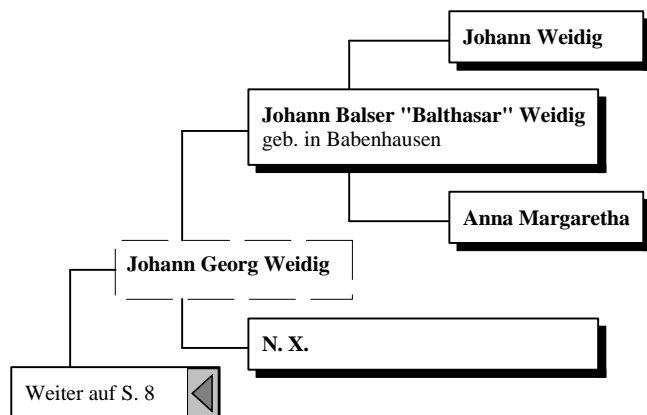 Johann Weidig
Johann Balser "Balthasar" Weidig
geb. in Babenhausen
Anna Margaretha
Johann Georg Weidig
N. X.
Weiter auf S. 8